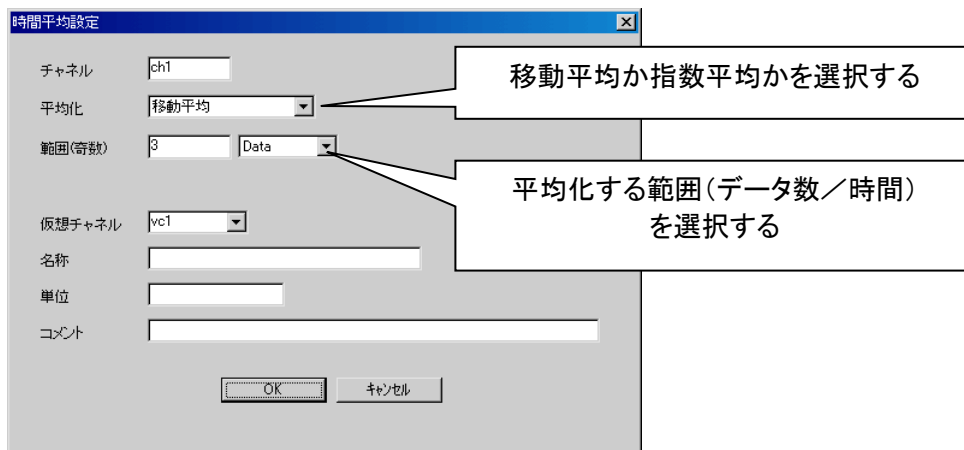 時間平均設定
チャネル ch1
移動平均か指数平均かを選択する
平均化 移動平均
範囲(奇数) 3 Data
平均化する範囲(データ数／時間)
を選択する
仮想チャネル vc1
名称
単位
コメント
OK キャンセル